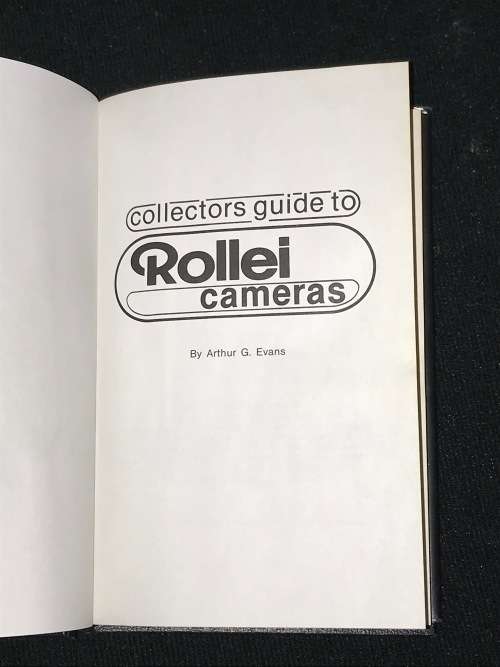 collectors guide to
Rollei
cameras
By Arthur G. Evans